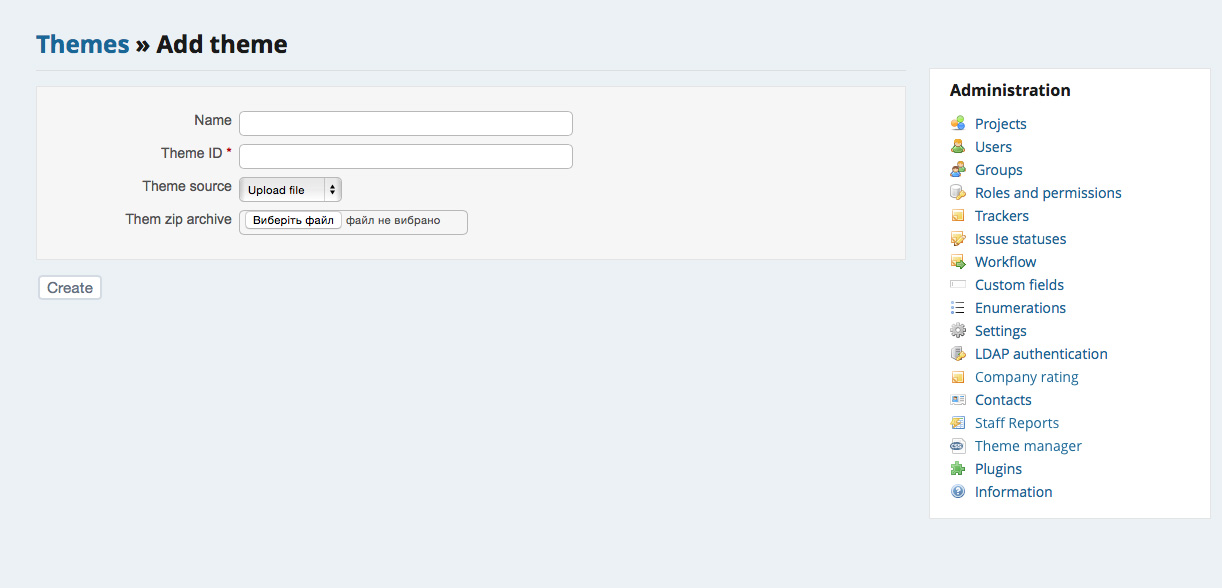 Themes » Add theme
Name
Theme ID *
Theme source Upload file
Them zip archive Виберіть файл файл не вибрано
Create
Administration
Projects
Users
Groups
Roles and permissions
Trackers
Issue statuses
Workflow
Custom fields
Enumerations
Settings
LDAP authentication
Company rating
Contacts
Staff Reports
Theme manager
Plugins
Information